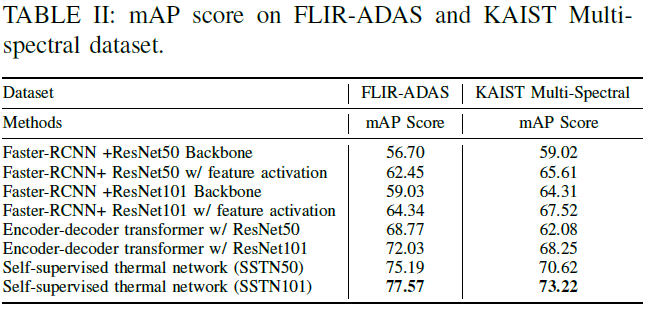 TABLE II: mAP score on FLIR-ADAS and KAIST Multi-
spectral dataset.
Dataset FLIR-ADAS KAIST Multi-Spectral
Methods mAP Score mAP Score
Faster-RCNN +ResNet50 Backbone 56.70 59.02
Faster-RCNN+ ResNet50 w/ feature activation 62.45 65.61
Faster-RCNN +ResNet101 Backbone 59.03 64.31
Faster-RCNN+ ResNet101 w/ feature activation 64.34 67.52
Encoder-decoder transformer w/ ResNet50 68.77 62.08
Encoder-decoder transformer w/ ResNet101 72.03 68.25
Self-supervised thermal network (SSTN50) 75.19 70.62
Self-supervised thermal network (SSTN101) 77.57 73.22